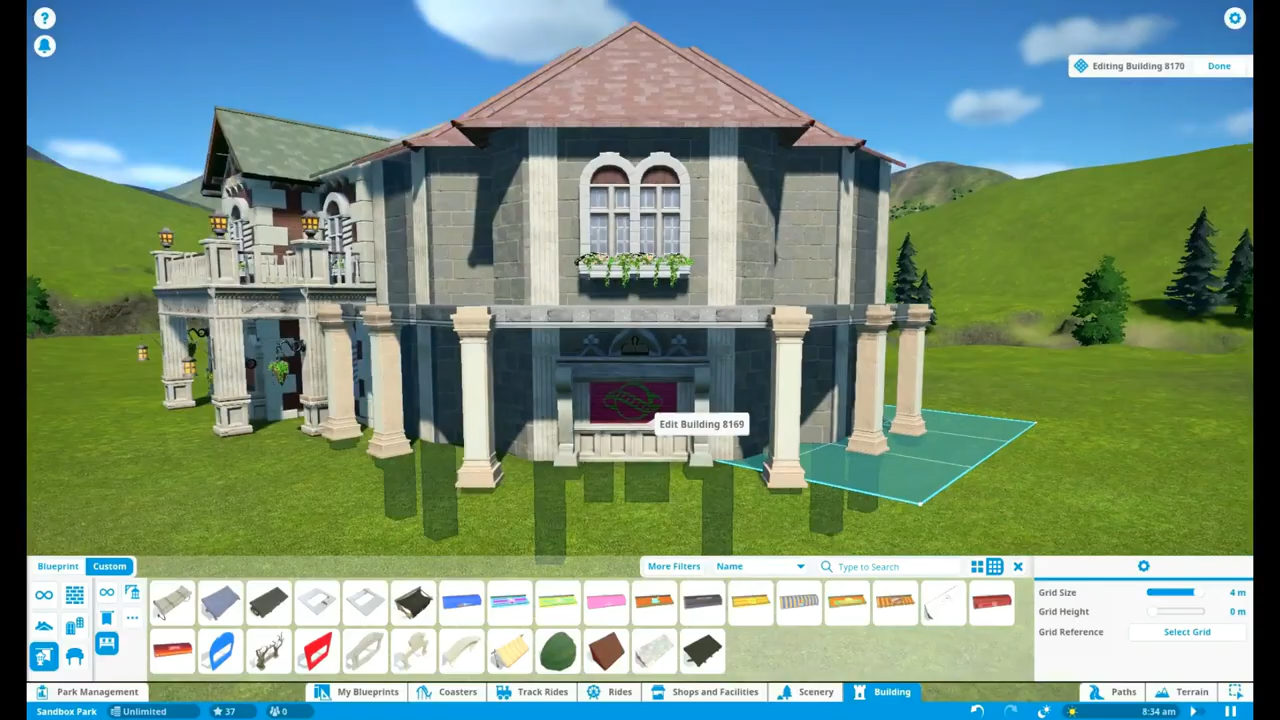 ?
Editing Building 8170 Done
Edit Building 8169
Blueprint Custom More Filters Name Type to Search
Grid Size 4 m
Grid Height 0 m
Grid Reference Select Grid
Park Management My Blueprints Coasters Track Rides Rides Shops and Facilities Scenery Building Paths Terrain
Sandbox Park Unlimited 37 0 8:34 am